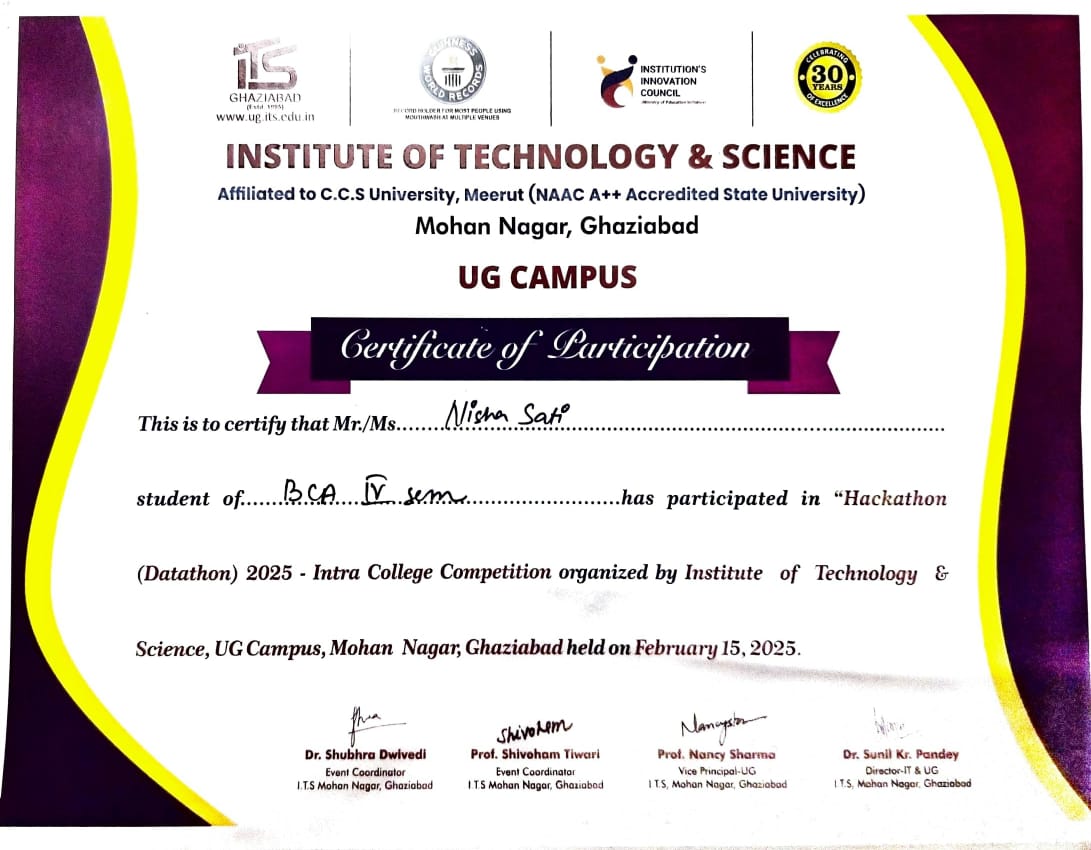 ITS
GHAZIABAD
(Estd. 1995)
www.ug.its.edu.in
GUINNESS WORLD RECORDS
RECORD HOLDER FOR MOST PEOPLE USING
MOUTHWASH AT MULTIPLE VENUES
INSTITUTION'S
INNOVATION
COUNCIL
(Ministry of Education Initiative)
CELEBRATING
30
YEARS
OF EXCELLENCE
INSTITUTE OF TECHNOLOGY & SCIENCE
Affiliated to C.C.S University, Meerut (NAAC A++ Accredited State University)
Mohan Nagar, Ghaziabad
UG CAMPUS
Certificate of Participation
This is to certify that Mr./Ms. Nisha Sati
student of BCA IV sem has participated in “Hackathon
(Datathon) 2025 - Intra College Competition organized by Institute of Technology &
Science, UG Campus, Mohan Nagar, Ghaziabad held on February 15, 2025.
Shivohem
Dr. Shubhra Dwivedi
Event Coordinator
I.T.S Mohan Nagar, Ghaziabad
Prof. Shivoham Tiwari
Event Coordinator
I.T.S Mohan Nagar, Ghaziabad
Prof. Nancy Sharma
Vice Principal-UG
I.T.S, Mohan Nagar, Ghaziabad
Dr. Sunil Kr. Pandey
Director-IT & UG
I.T.S, Mohan Nagar, Ghaziabad